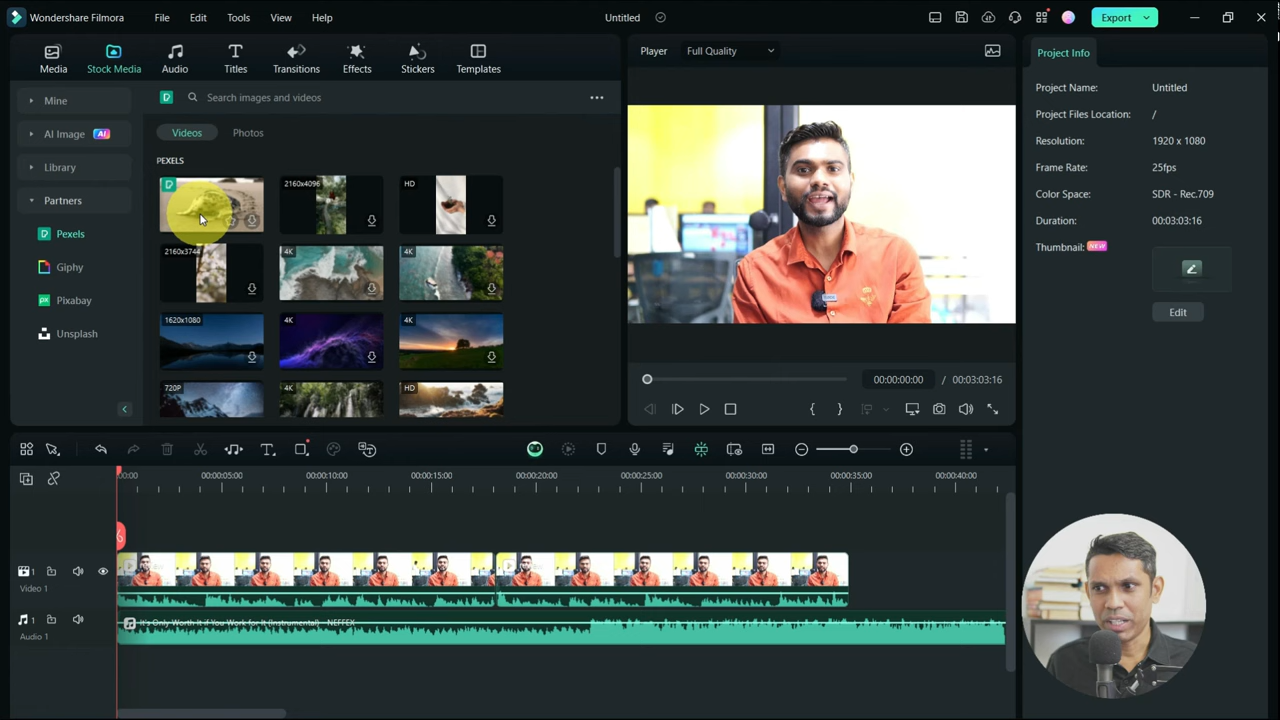 Wondershare Filmora
File
Edit
Tools
View
Help
Untitled
Export
Media
Stock Media
Audio
Titles
Transitions
Effects
Stickers
Templates
Player
Full Quality
Project Info
Mine
AI Image
AI
Library
Partners
Pexels
Giphy
Pixabay
Unsplash
Search images and videos
Videos
Photos
PEXELS
2160x4096
HD
2160x3744
4K
4K
1620x1080
4K
4K
720P
4K
HD
00:00:00:00
/
00:03:03:16
Project Name:
Untitled
Project Files Location:
/
Resolution:
1920 x 1080
Frame Rate:
25fps
Color Space:
SDR - Rec.709
Duration:
00:03:03:16
Thumbnail:
NEW
Edit
:00:00
00:00:05:00
00:00:10:00
00:00:15:00
00:00:20:00
00:00:25:00
00:00:30:00
00:00:35:00
00:00:40:00
1
Video 1
1
Audio 1
It's Only Worth It if You Work for It (Instrumental) - NEFFEX